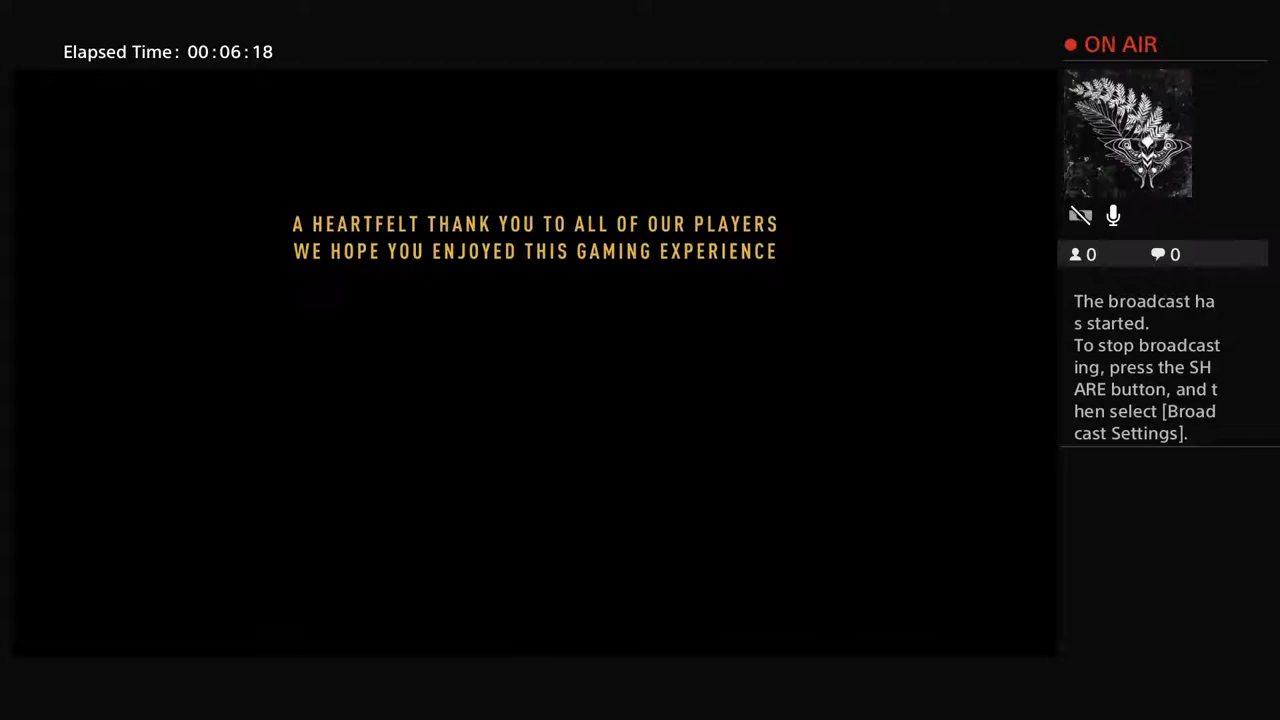 Elapsed Time: 00:06:18
ON AIR
A HEARTFELT THANK YOU TO ALL OF OUR PLAYERS
WE HOPE YOU ENJOYED THIS GAMING EXPERIENCE
0
0
The broadcast ha
s started.
To stop broadcast
ing, press the SH
ARE button, and t
hen select [Broad
cast Settings].